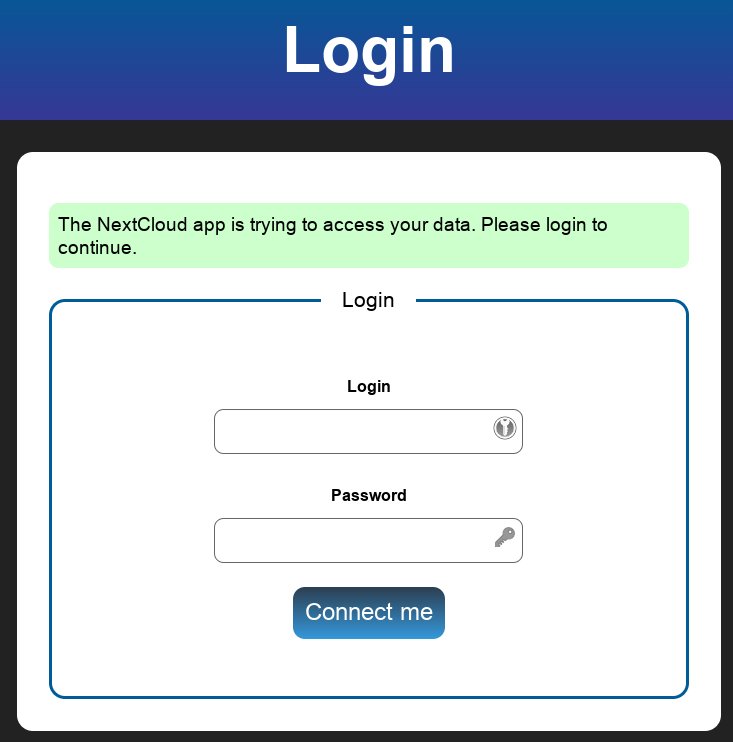 Login
The NextCloud app is trying to access your data. Please login to
continue.
Login
Login
Password
Connect me